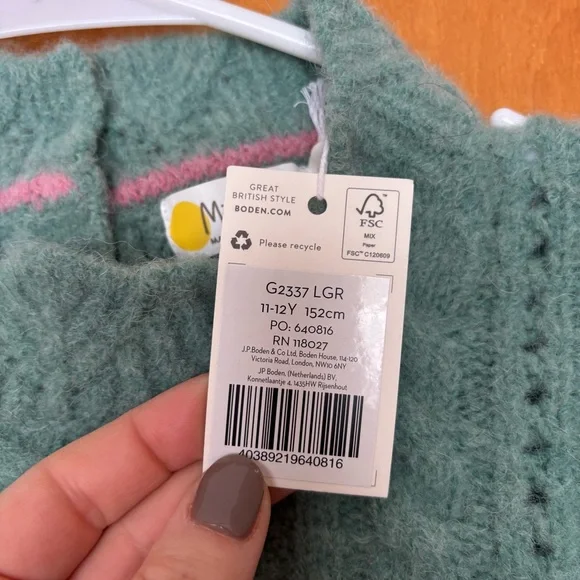 GREAT
BRITISH STYLE
BODEN.COM
Please recycle
FSC
MIX
Paper
FSC™ C120809
G2337 LGR
11-12Y 152cm
PO: 640816
RN 118027
J.P.Boden & Co Ltd, Boden House, 114-120
Victoria Road, London, NW10 6NY
JP Boden, (Netherlands) BV,
Konnetlaantje 4. 1435HW Rijsenhout
40389219640816